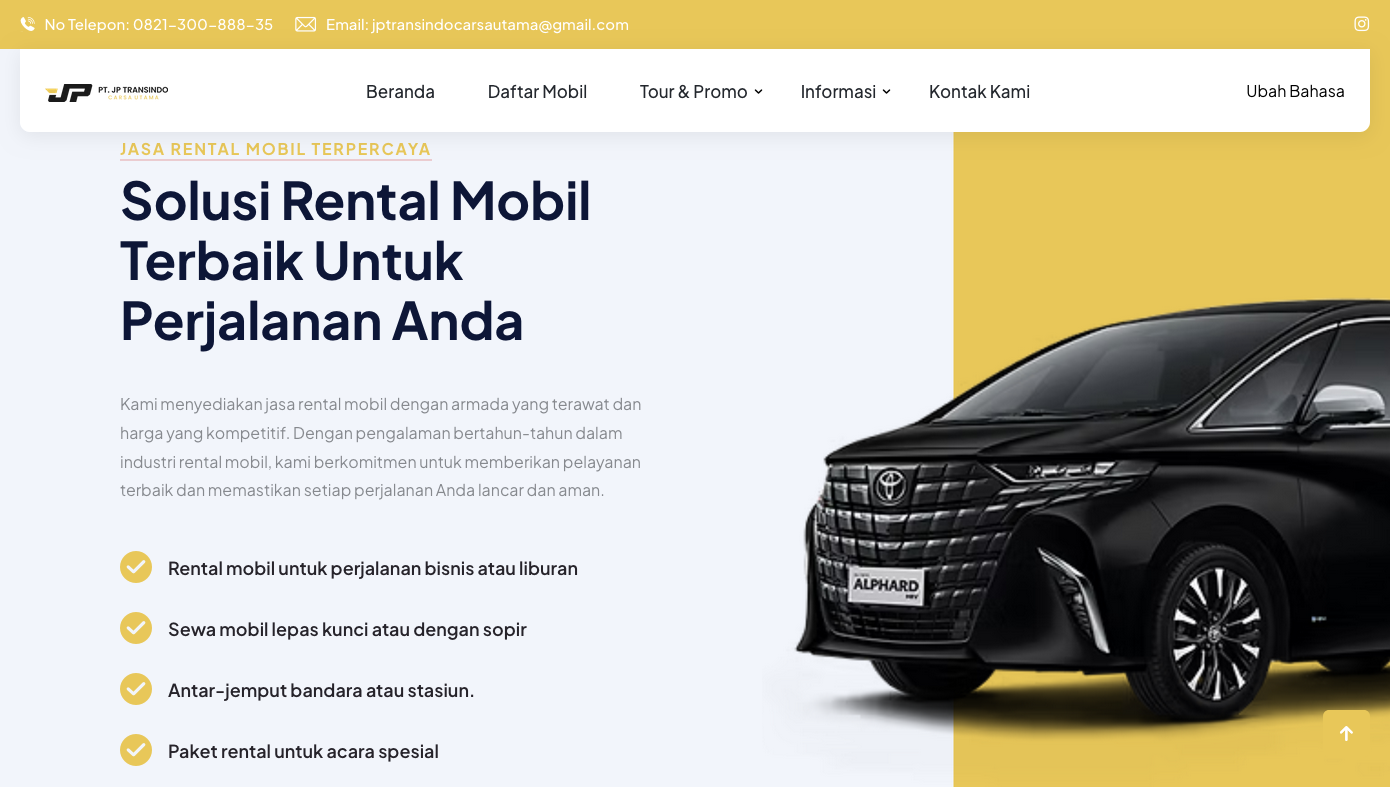 No Telepon: 0821-300-888-35
Email: jptransindocarsautama@gmail.com
JP PT. JP TRANSINDO
CARSA UTAMA
Beranda
Daftar Mobil
Tour & Promo
Informasi
Kontak Kami
Ubah Bahasa
JASA RENTAL MOBIL TERPERCAYA
Solusi Rental Mobil
Terbaik Untuk
Perjalanan Anda
Kami menyediakan jasa rental mobil dengan armada yang terawat dan
harga yang kompetitif. Dengan pengalaman bertahun-tahun dalam
industri rental mobil, kami berkomitmen untuk memberikan pelayanan
terbaik dan memastikan setiap perjalanan Anda lancar dan aman.
Rental mobil untuk perjalanan bisnis atau liburan
Sewa mobil lepas kunci atau dengan sopir
Antar-jemput bandara atau stasiun.
Paket rental untuk acara spesial
ALPHARD